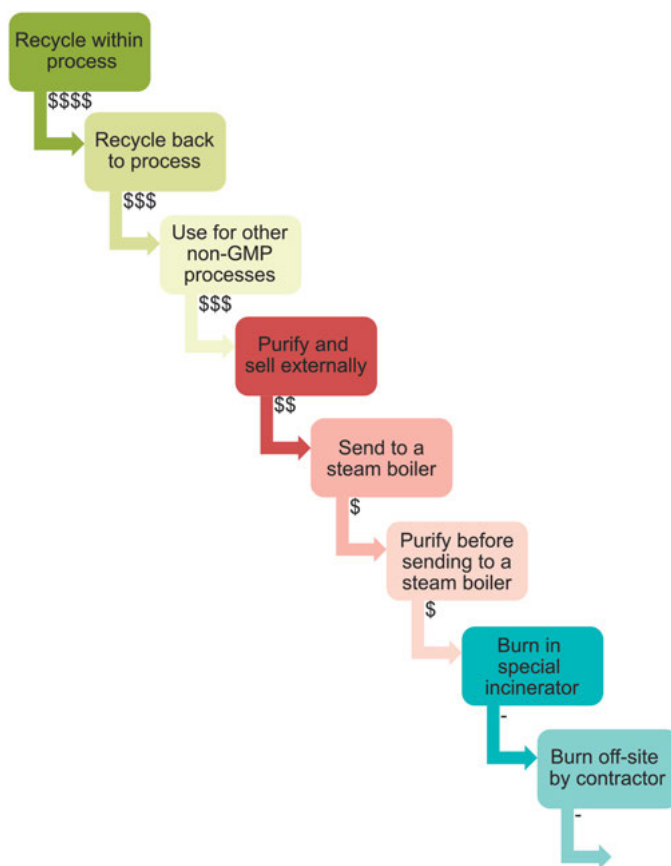 Recycle within
process
$$$$
Recycle back
to process
$$$
Use for other
non-GMP
processes
$$$
Purify and
sell externally
$$
Send to a
steam boiler
$
Purify before
sending to a
steam boiler
$
Burn in
special
incinerator
-
Burn off-site
by contractor
-